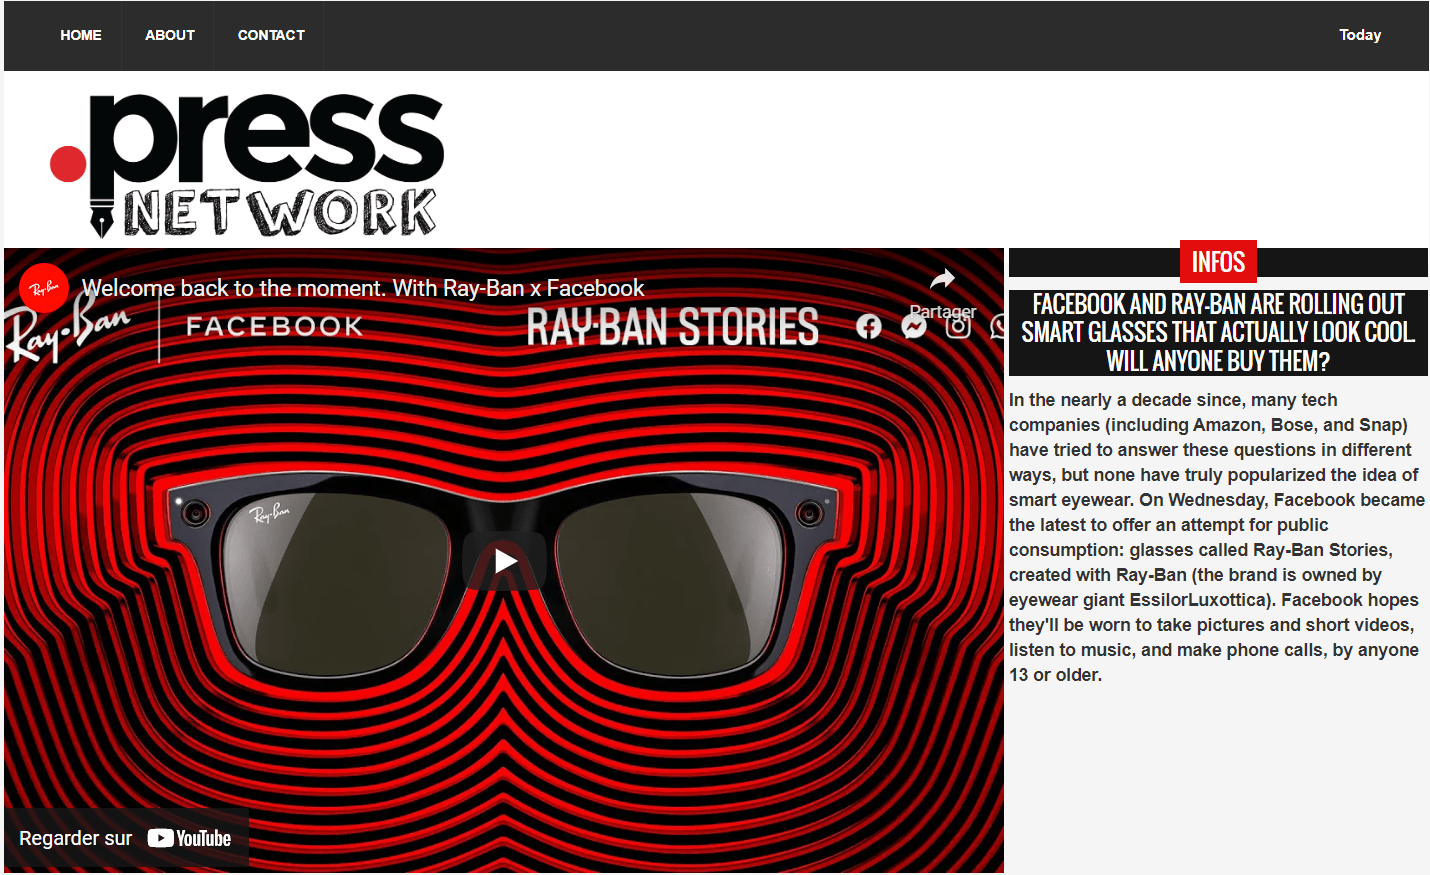 HOME ABOUT CONTACT Today
.press
NETWORK
Ray-Ban
Welcome back to the moment. With Ray-Ban x Facebook
Partager
Ray-Ban FACEBOOK RAY-BAN STORIES
Ray-Ban
Regarder sur YouTube
INFOS
FACEBOOK AND RAY-BAN ARE ROLLING OUT
SMART GLASSES THAT ACTUALLY LOOK COOL.
WILL ANYONE BUY THEM?
In the nearly a decade since, many tech
companies (including Amazon, Bose, and Snap)
have tried to answer these questions in different
ways, but none have truly popularized the idea of
smart eyewear. On Wednesday, Facebook became
the latest to offer an attempt for public
consumption: glasses called Ray-Ban Stories,
created with Ray-Ban (the brand is owned by
eyewear giant EssilorLuxottica). Facebook hopes
they'll be worn to take pictures and short videos,
listen to music, and make phone calls, by anyone
13 or older.